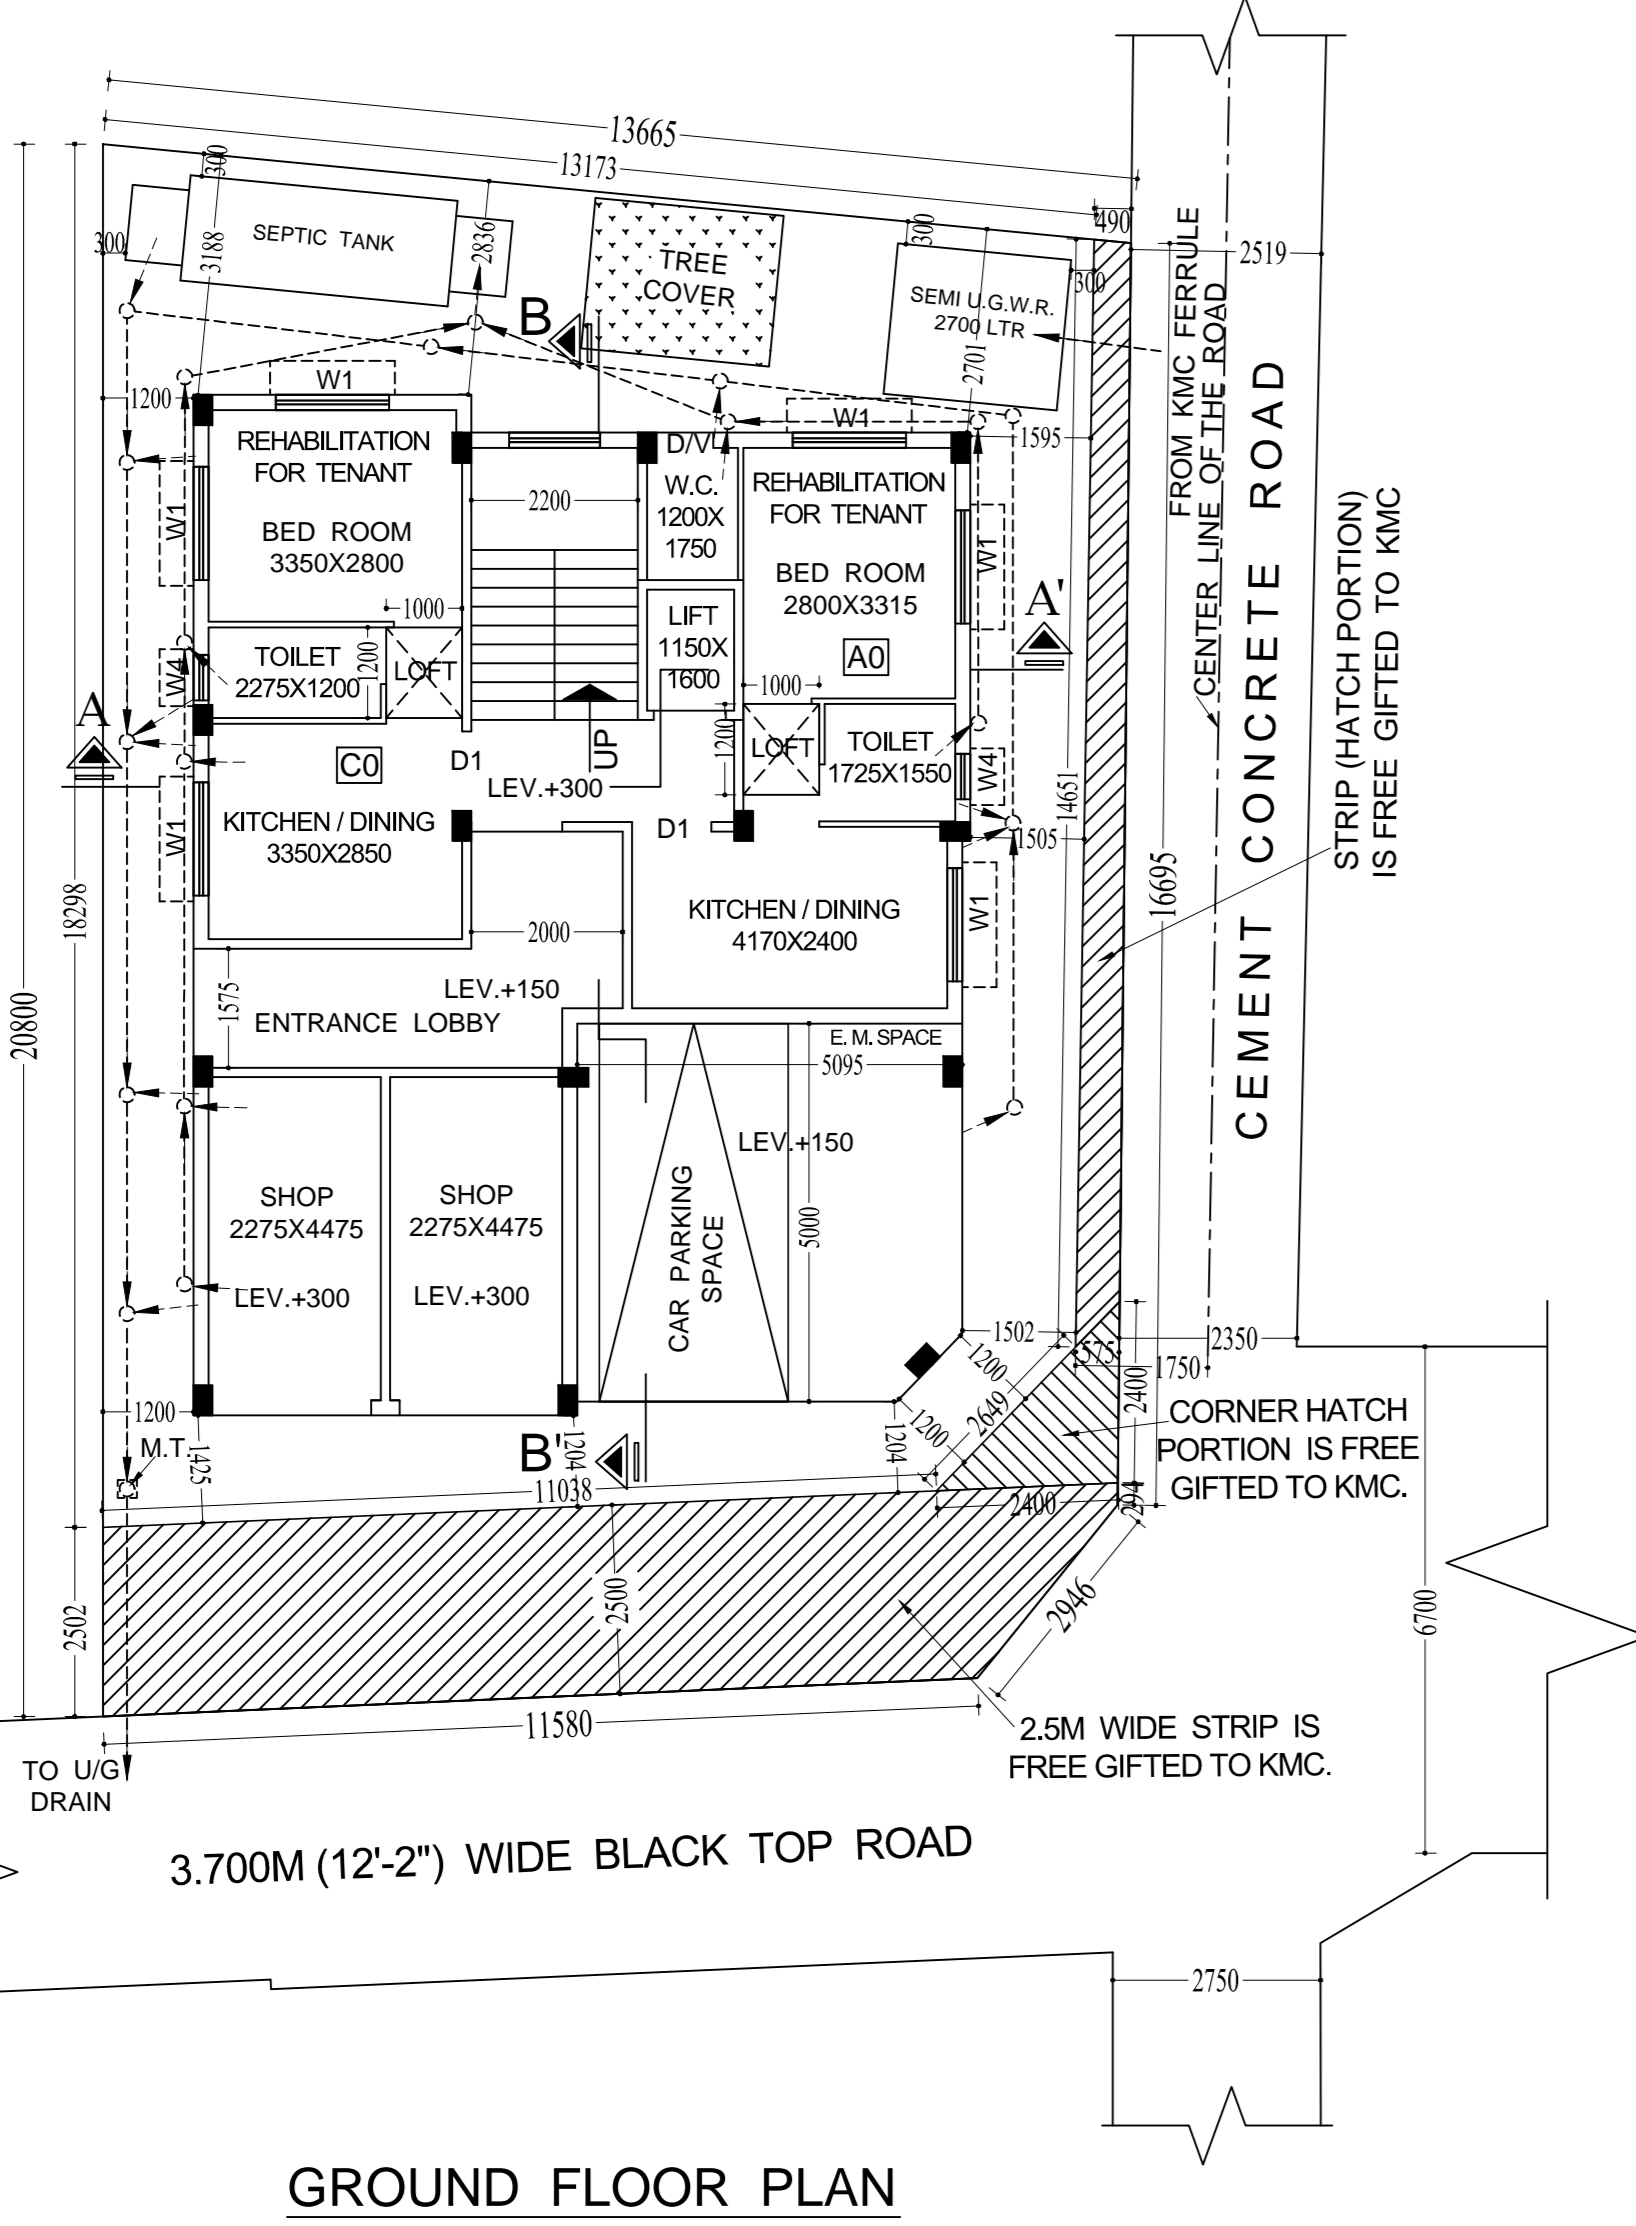 13665
13173
300
490
SEPTIC TANK
3188
2836
300
TREE
COVER
300
SEMI U.G.W.R.
2700 LTR
300
2519
FROM KMC FERRULE
CENTER LINE OF THE ROAD
B
2701
W1
1200
W1
1595
REHABILITATION
FOR TENANT
BED ROOM
3350X2800
W1
2200
D/V
W.C.
1200X
1750
REHABILITATION
FOR TENANT
BED ROOM
2800X3315
W1
A'
CEMENT CONCRETE ROAD
STRIP (HATCH PORTION)
IS FREE GIFTED TO KMC
1000
LIFT
1150X
1600
A0
TOILET
2275X1200
1200
LOFT
W4
A
1000
1200
LOFT
TOILET
1725X1550
W4
UP
C0
D1
LEV.+300
14651
KITCHEN / DINING
3350X2850
W1
D1
1505
18298
16695
2000
KITCHEN / DINING
4170X2400
W1
20800
1575
LEV.+150
ENTRANCE LOBBY
E. M. SPACE
5095
LEV.+150
SHOP
2275X4475
LEV.+300
SHOP
2275X4475
LEV.+300
CAR PARKING
SPACE
5000
1502
2350
575
1750
1200
2400
1200
M.T.
1425
B'
1204
1204
1200
2649
CORNER HATCH
PORTION IS FREE
GIFTED TO KMC.
11038
2400
294
2500
2502
2946
6700
11580
2.5M WIDE STRIP IS
FREE GIFTED TO KMC.
TO U/G
DRAIN
3.700M (12'-2") WIDE BLACK TOP ROAD
2750
GROUND FLOOR PLAN